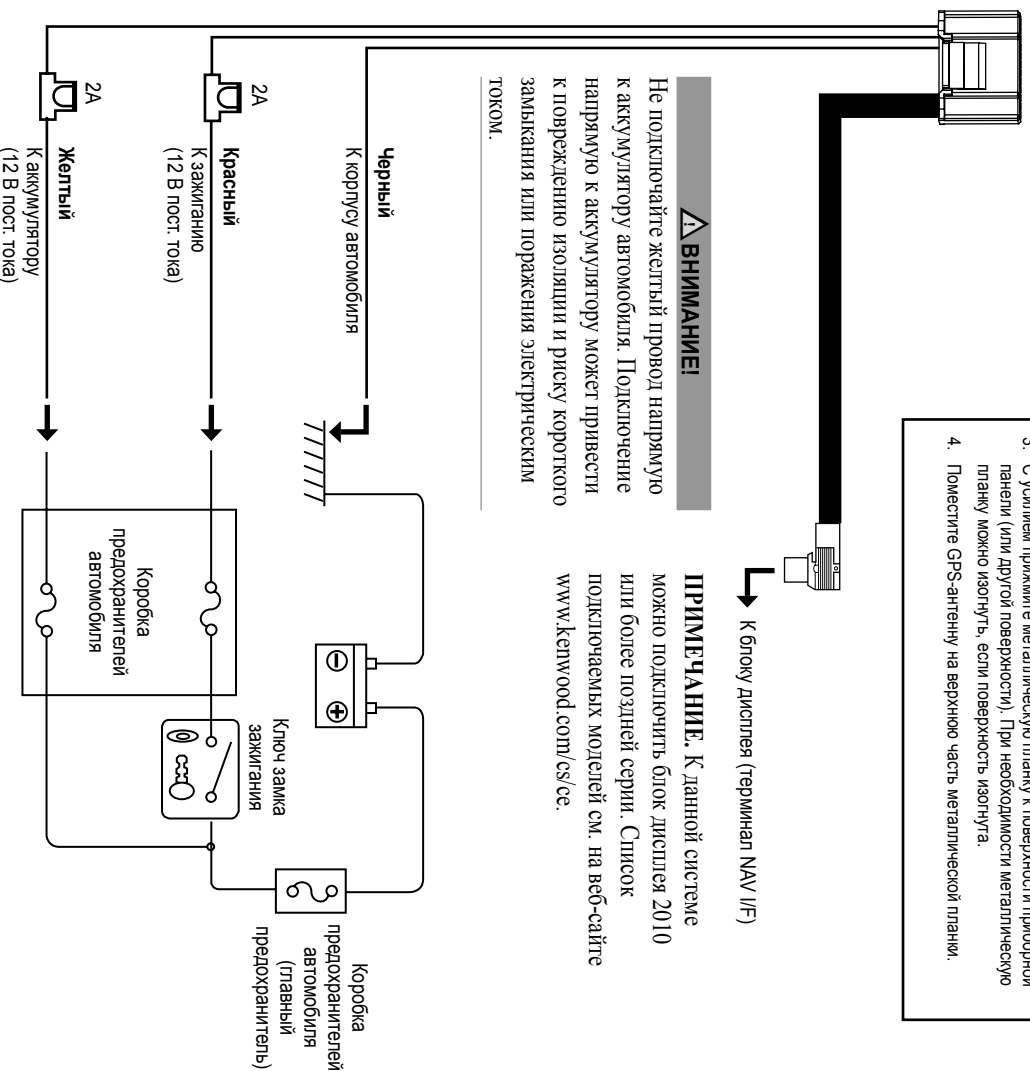 3. С усилием прижмите металлическую планку к поверхности приборной
панели (или другой поверхности). При необходимости металлическую
планку можно изогнуть, если поверхность изогнута.
4. Поместите GPS-антенну на верхнюю часть металлической планки.
К блоку дисплея (терминал NAV I/F)
⚠ ВНИМАНИЕ!
Не подключайте желтый провод напрямую
к аккумулятору автомобиля. Подключение
напрямую к аккумулятору может привести
к повреждению изоляции и риску короткого
замыкания или поражения электрическим
током.
ПРИМЕЧАНИЕ. К данной системе
можно подключить блок дисплея 2010
или более поздней серии. Список
подключаемых моделей см. на веб-сайте
www.kenwood.com/cs/ce.
Черный
К корпусу автомобиля
2А
Красный
К зажиганию
(12 В пост. тока)
Ключ замка
зажигания
Коробка
предохранителей
автомобиля
(главный
предохранитель)
Коробка
предохранителей
автомобиля
2А
Желтый
К аккумулятору
(12 В пост. тока)